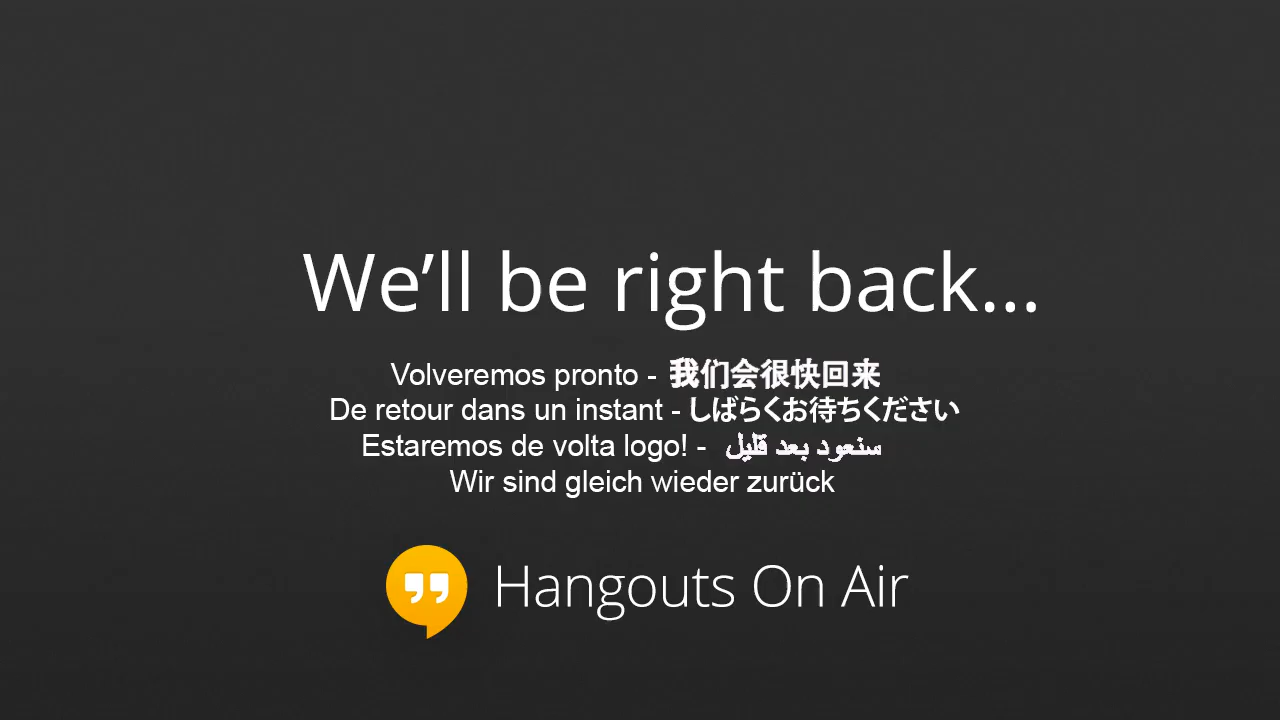 We’ll be right back...
Volveremos pronto - 我们会很快回来
De retour dans un instant - しばらくお待ちください
Estaremos de volta logo! - سنعود بعد قليل
Wir sind gleich wieder zurück
Hangouts On Air